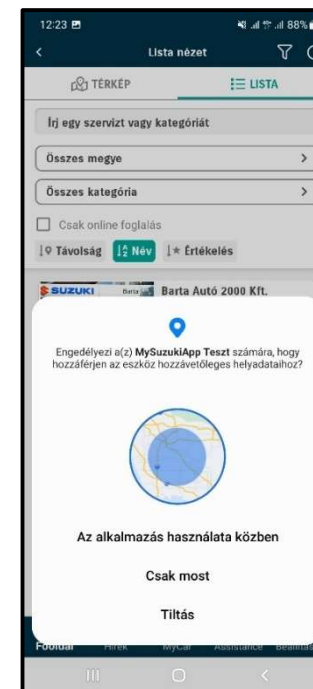 12:23
88%
Lista nézet
TÉRKÉP
LISTA
Írj egy szervizt vagy kategóriát
Összes megye
Összes kategória
Csak online foglalás
Távolság
Név
Értékelés
SUZUKI
Barta
Barta Autó 2000 Kft.
Engedélyezi a(z) MySuzukiApp Teszt számára, hogy
hozzáférjen az eszköz hozzávetőleges helyadataihoz?
Az alkalmazás használata közben
Csak most
Tiltás
Főoldal
Hírek
MyCar
Assistance